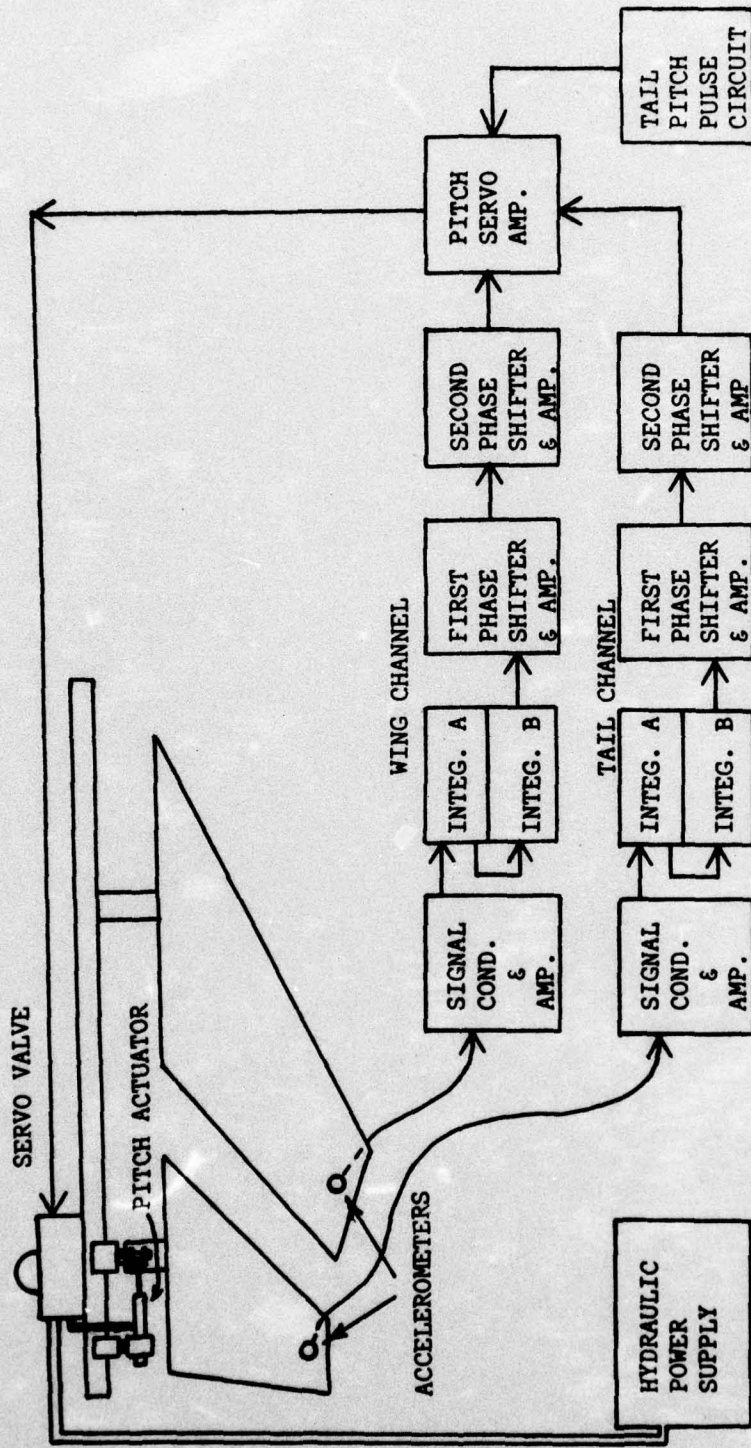 SERVO VALVE
PITCH ACTUATOR
ACCELEROMETERS
HYDRAULIC
POWER
SUPPLY
WING CHANNEL
SIGNAL
COND.
&
AMP.
INTEG. A
INTEG. B
FIRST
PHASE
SHIFTER
& AMP.
SECOND
PHASE
SHIFTER
& AMP.
PITCH
SERVO
AMP.
TAIL CHANNEL
SIGNAL
COND.
&
AMP.
INTEG. A
INTEG. B
FIRST
PHASE
SHIFTER
& AMP.
SECOND
PHASE
SHIFTER
& AMP
TAIL
PITCH
PULSE
CIRCUIT